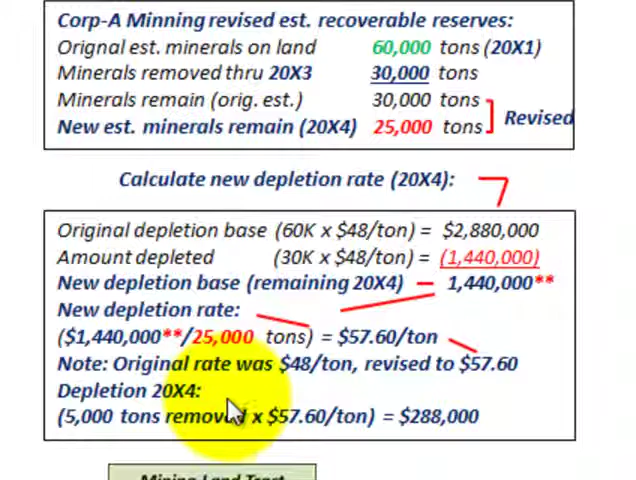 Corp-A Minning revised est. recoverable reserves:
Orignal est. minerals on land 60,000 tons (20X1)
Minerals removed thru 20X3 30,000 tons
Minerals remain (orig. est.) 30,000 tons
New est. minerals remain (20X4) 25,000 tons Revised
Calculate new depletion rate (20X4):
Original depletion base (60K x $48/ton) = $2,880,000
Amount depleted (30K x $48/ton) = (1,440,000)
New depletion base (remaining 20X4) 1,440,000**
New depletion rate:
($1,440,000**/25,000 tons) = $57.60/ton
Note: Original rate was $48/ton, revised to $57.60
Depletion 20X4:
(5,000 tons removed x $57.60/ton) = $288,000
Mining Land Tract